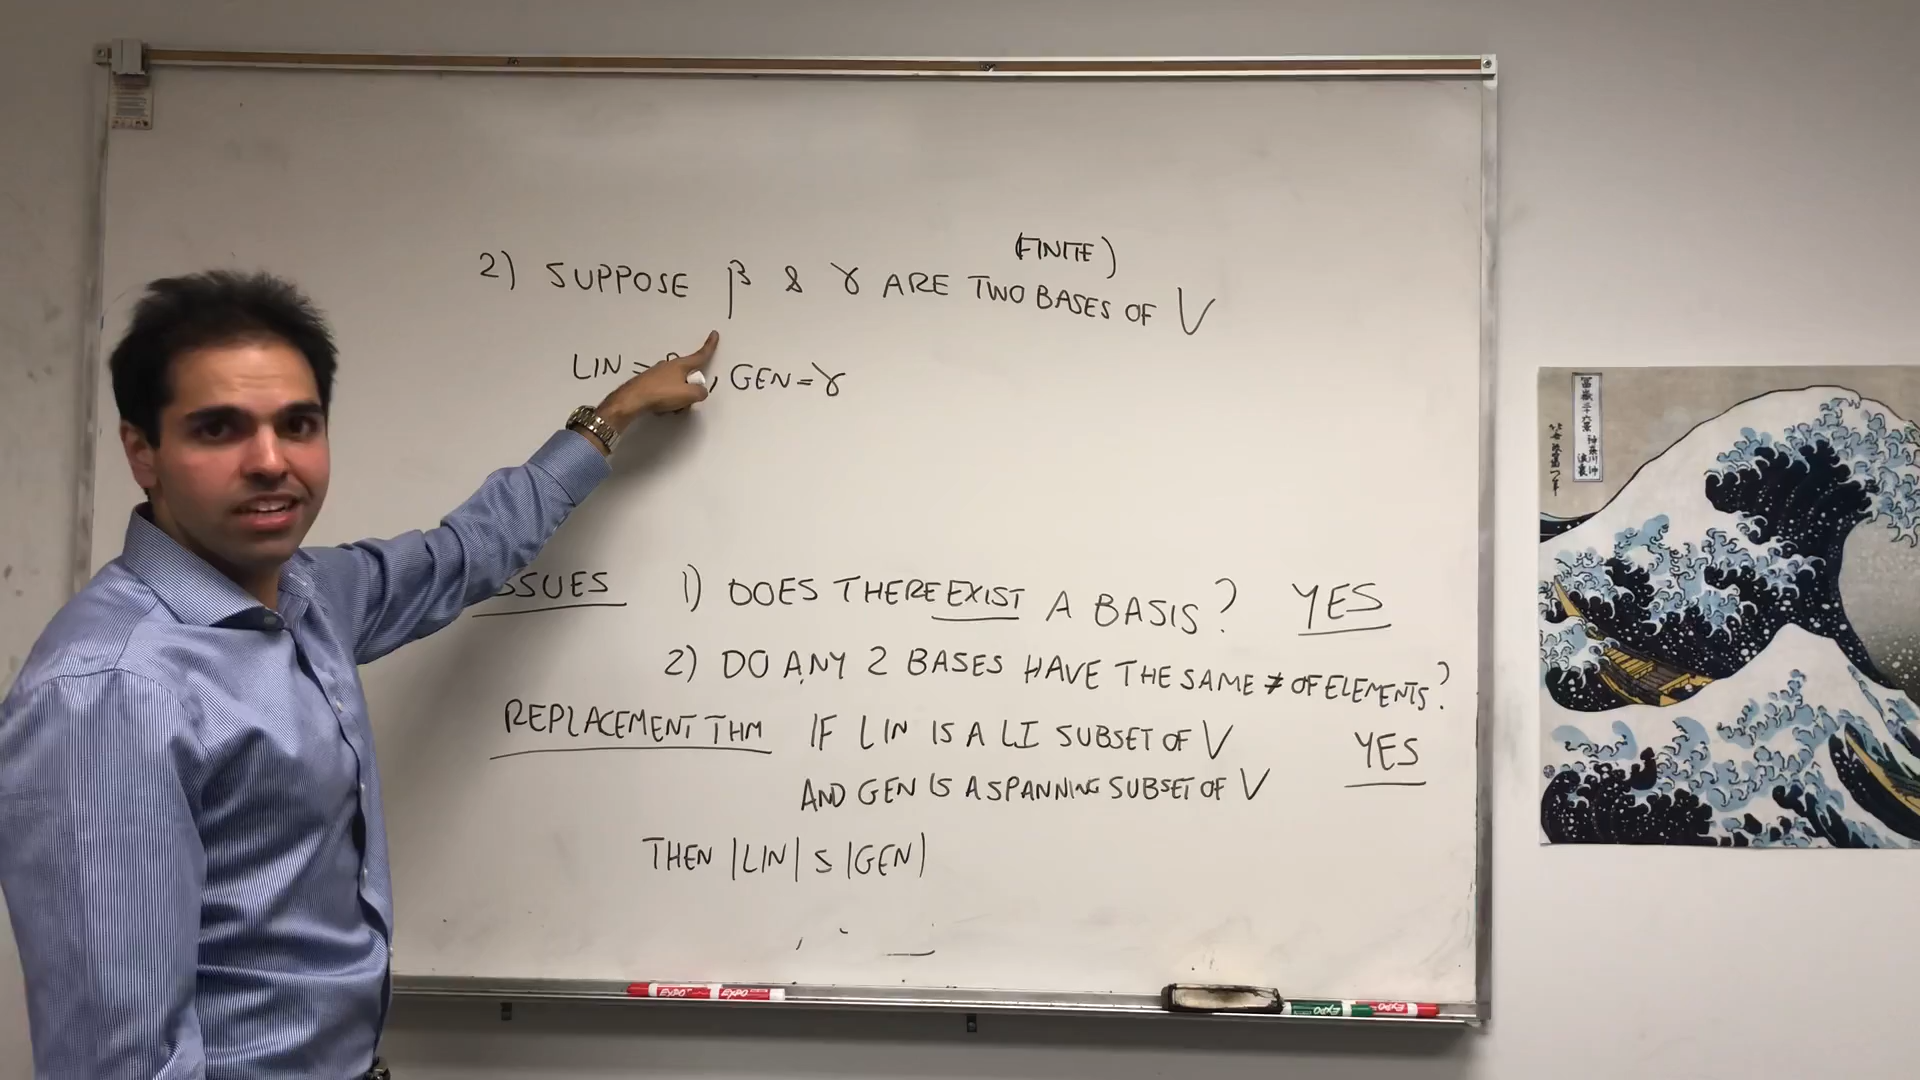 (FINITE)
2) SUPPOSE β & γ ARE TWO BASES OF V
LIN = , GEN = γ
SSUES 1) DOES THERE EXIST A BASIS? YES
2) DO ANY 2 BASES HAVE THE SAME ≠ OF ELEMENTS?
REPLACEMENT THM IF LIN IS A LI SUBSET OF V YES
AND GEN IS A SPANNING SUBSET OF V
THEN |LIN| ≤ |GEN|
EXPO EXPO
EXPO EXPO